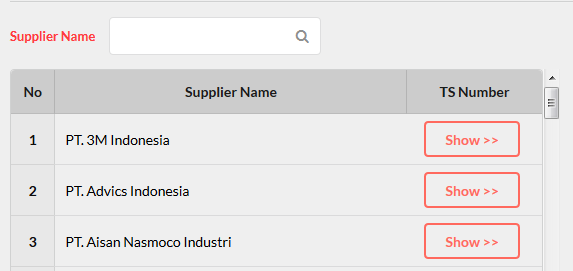 Supplier Name
No Supplier Name TS Number
1 PT. 3M Indonesia Show >>
2 PT. Advics Indonesia Show >>
3 PT. Aisan Nasmoco Industri Show >>